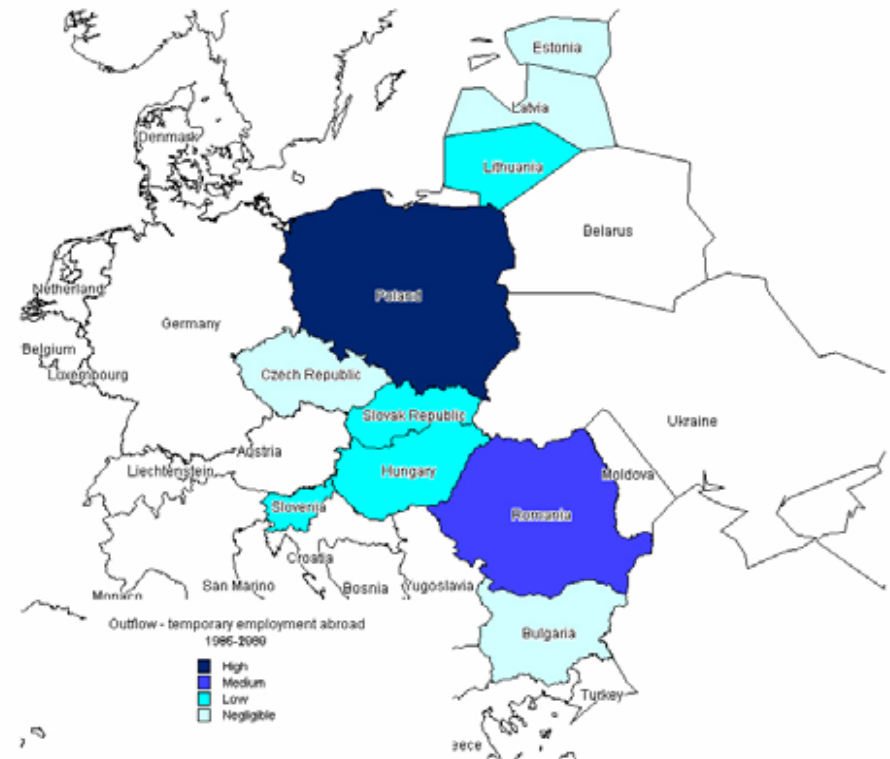 Estonia
Latvia
Denmark
Lithuania
Belarus
Netherland
Poland
Germany
Belgium
Luxembourg
Czech Republic
Slovak Republic
Ukraine
Austria
Liechtenstein
Hungary
Moldova
Slovenia
Romania
Croatia
San Marino
Bosnia
Yugoslavia
Monaco
Outflow - temporary employment abroad
High
Medium
Low
Negligible
Bulgaria
Turkey
eece